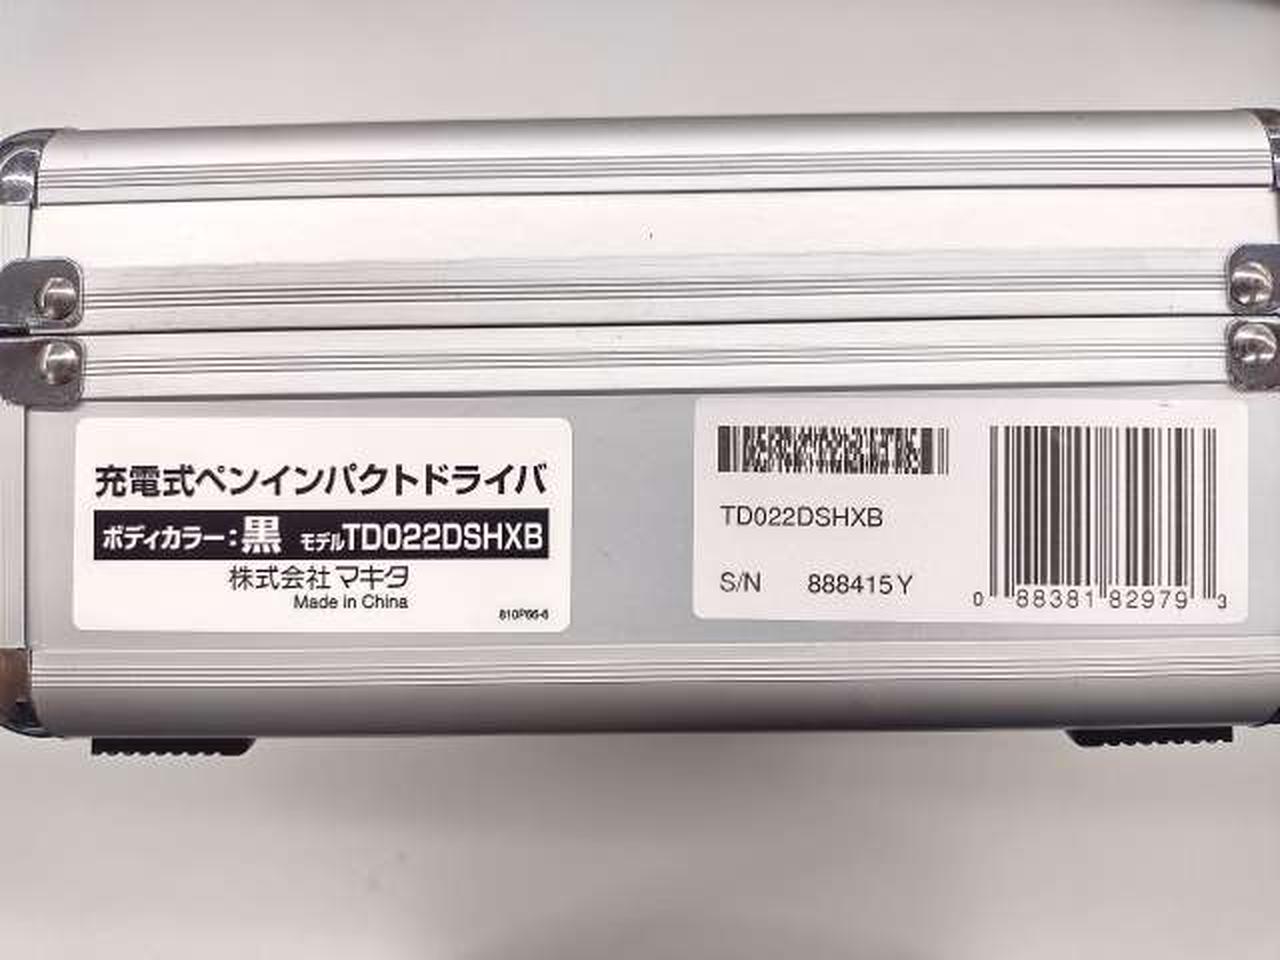 充電式ペンインパクトドライバ
ボディカラー：黒 モデルTD022DSHXB
株式会社マキタ
Made in China
810P66-6
TD022DSHXB
S/N 888415Y
0 88381 82979 3